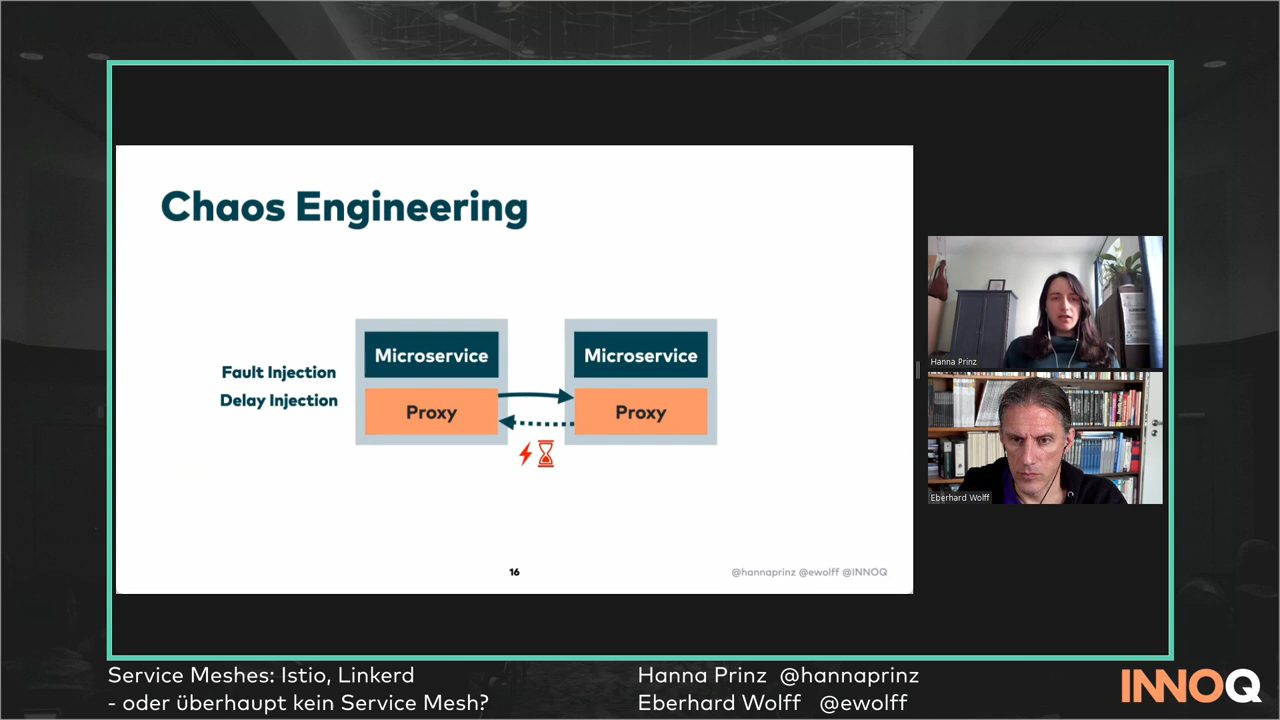 Chaos Engineering
Fault Injection
Delay Injection
Microservice
Proxy
Microservice
Proxy
16
@hannaprinz @ewolff @INNOQ
Hanna Prinz
Eberhard Wolff
Service Meshes: Istio, Linkerd
- oder überhaupt kein Service Mesh?
Hanna Prinz @hannaprinz
Eberhard Wolff @ewolff
INNOQ